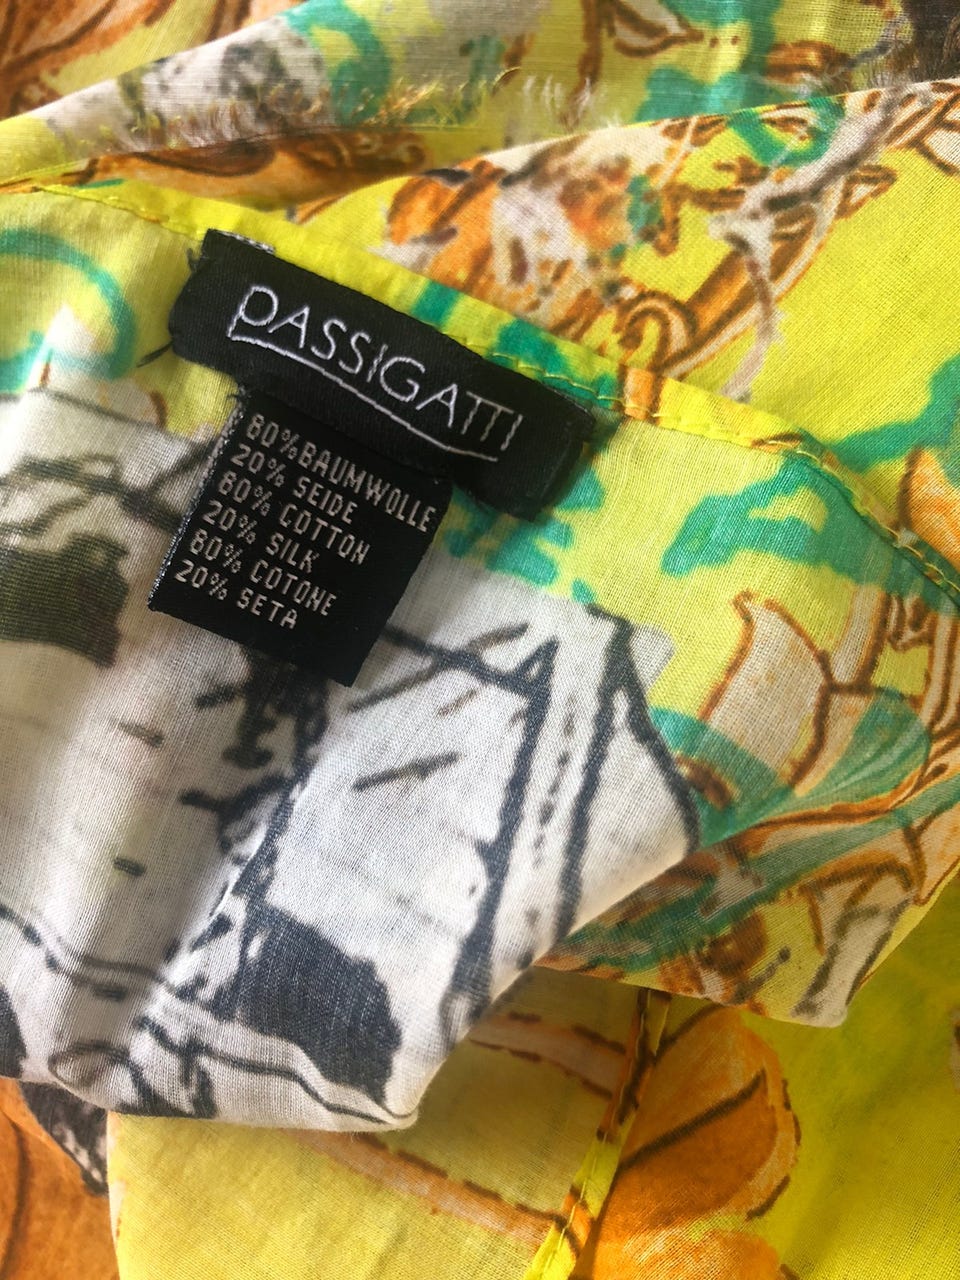 PASSIGATTI
80% BAUMWOLLE
20% SEIDE
80% COTTON
20% SILK
80% COTONE
20% SETA